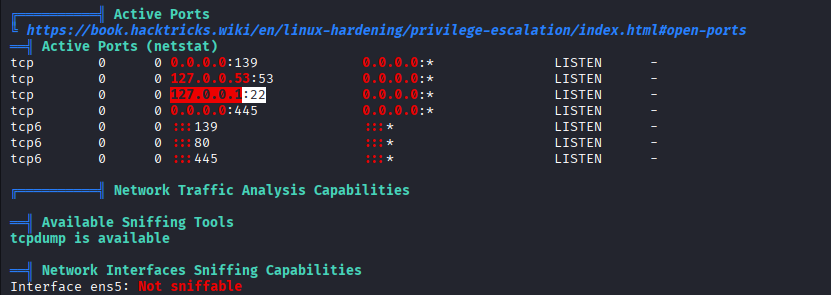 ╔══════════╣ Active Ports
╚ https://book.hacktricks.wiki/en/linux-hardening/privilege-escalation/index.html#open-ports
══╣ Active Ports (netstat)
tcp        0      0 0.0.0.0:139             0.0.0.0:*               LISTEN      -
tcp        0      0 127.0.0.53:53           0.0.0.0:*               LISTEN      -
tcp        0      0 127.0.0.1:22            0.0.0.0:*               LISTEN      -
tcp        0      0 0.0.0.0:445             0.0.0.0:*               LISTEN      -
tcp6       0      0 :::139                  :::*                    LISTEN      -
tcp6       0      0 :::80                   :::*                    LISTEN      -
tcp6       0      0 :::445                  :::*                    LISTEN      -
╔══════════╣ Network Traffic Analysis Capabilities
══╣ Available Sniffing Tools
tcpdump is available
══╣ Network Interfaces Sniffing Capabilities
Interface ens5: Not sniffable